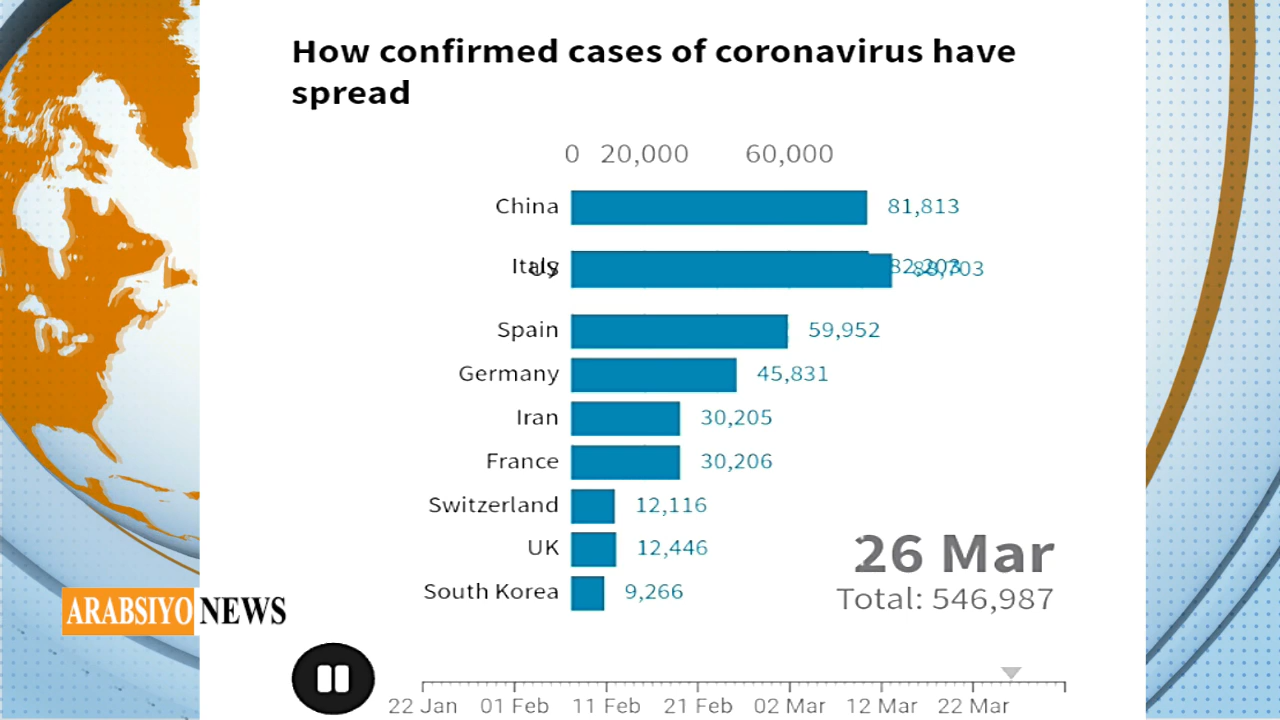 How confirmed cases of coronavirus have
spread
0 20,000 60,000
China 81,813
Italy
Spain 59,952
Germany 45,831
Iran 30,205
France 30,206
Switzerland 12,116
UK 12,446
South Korea 9,266
26 Mar
Total: 546,987
ARABSIYO NEWS
22 Jan 01 Feb 11 Feb 21 Feb 02 Mar 12 Mar 22 Mar